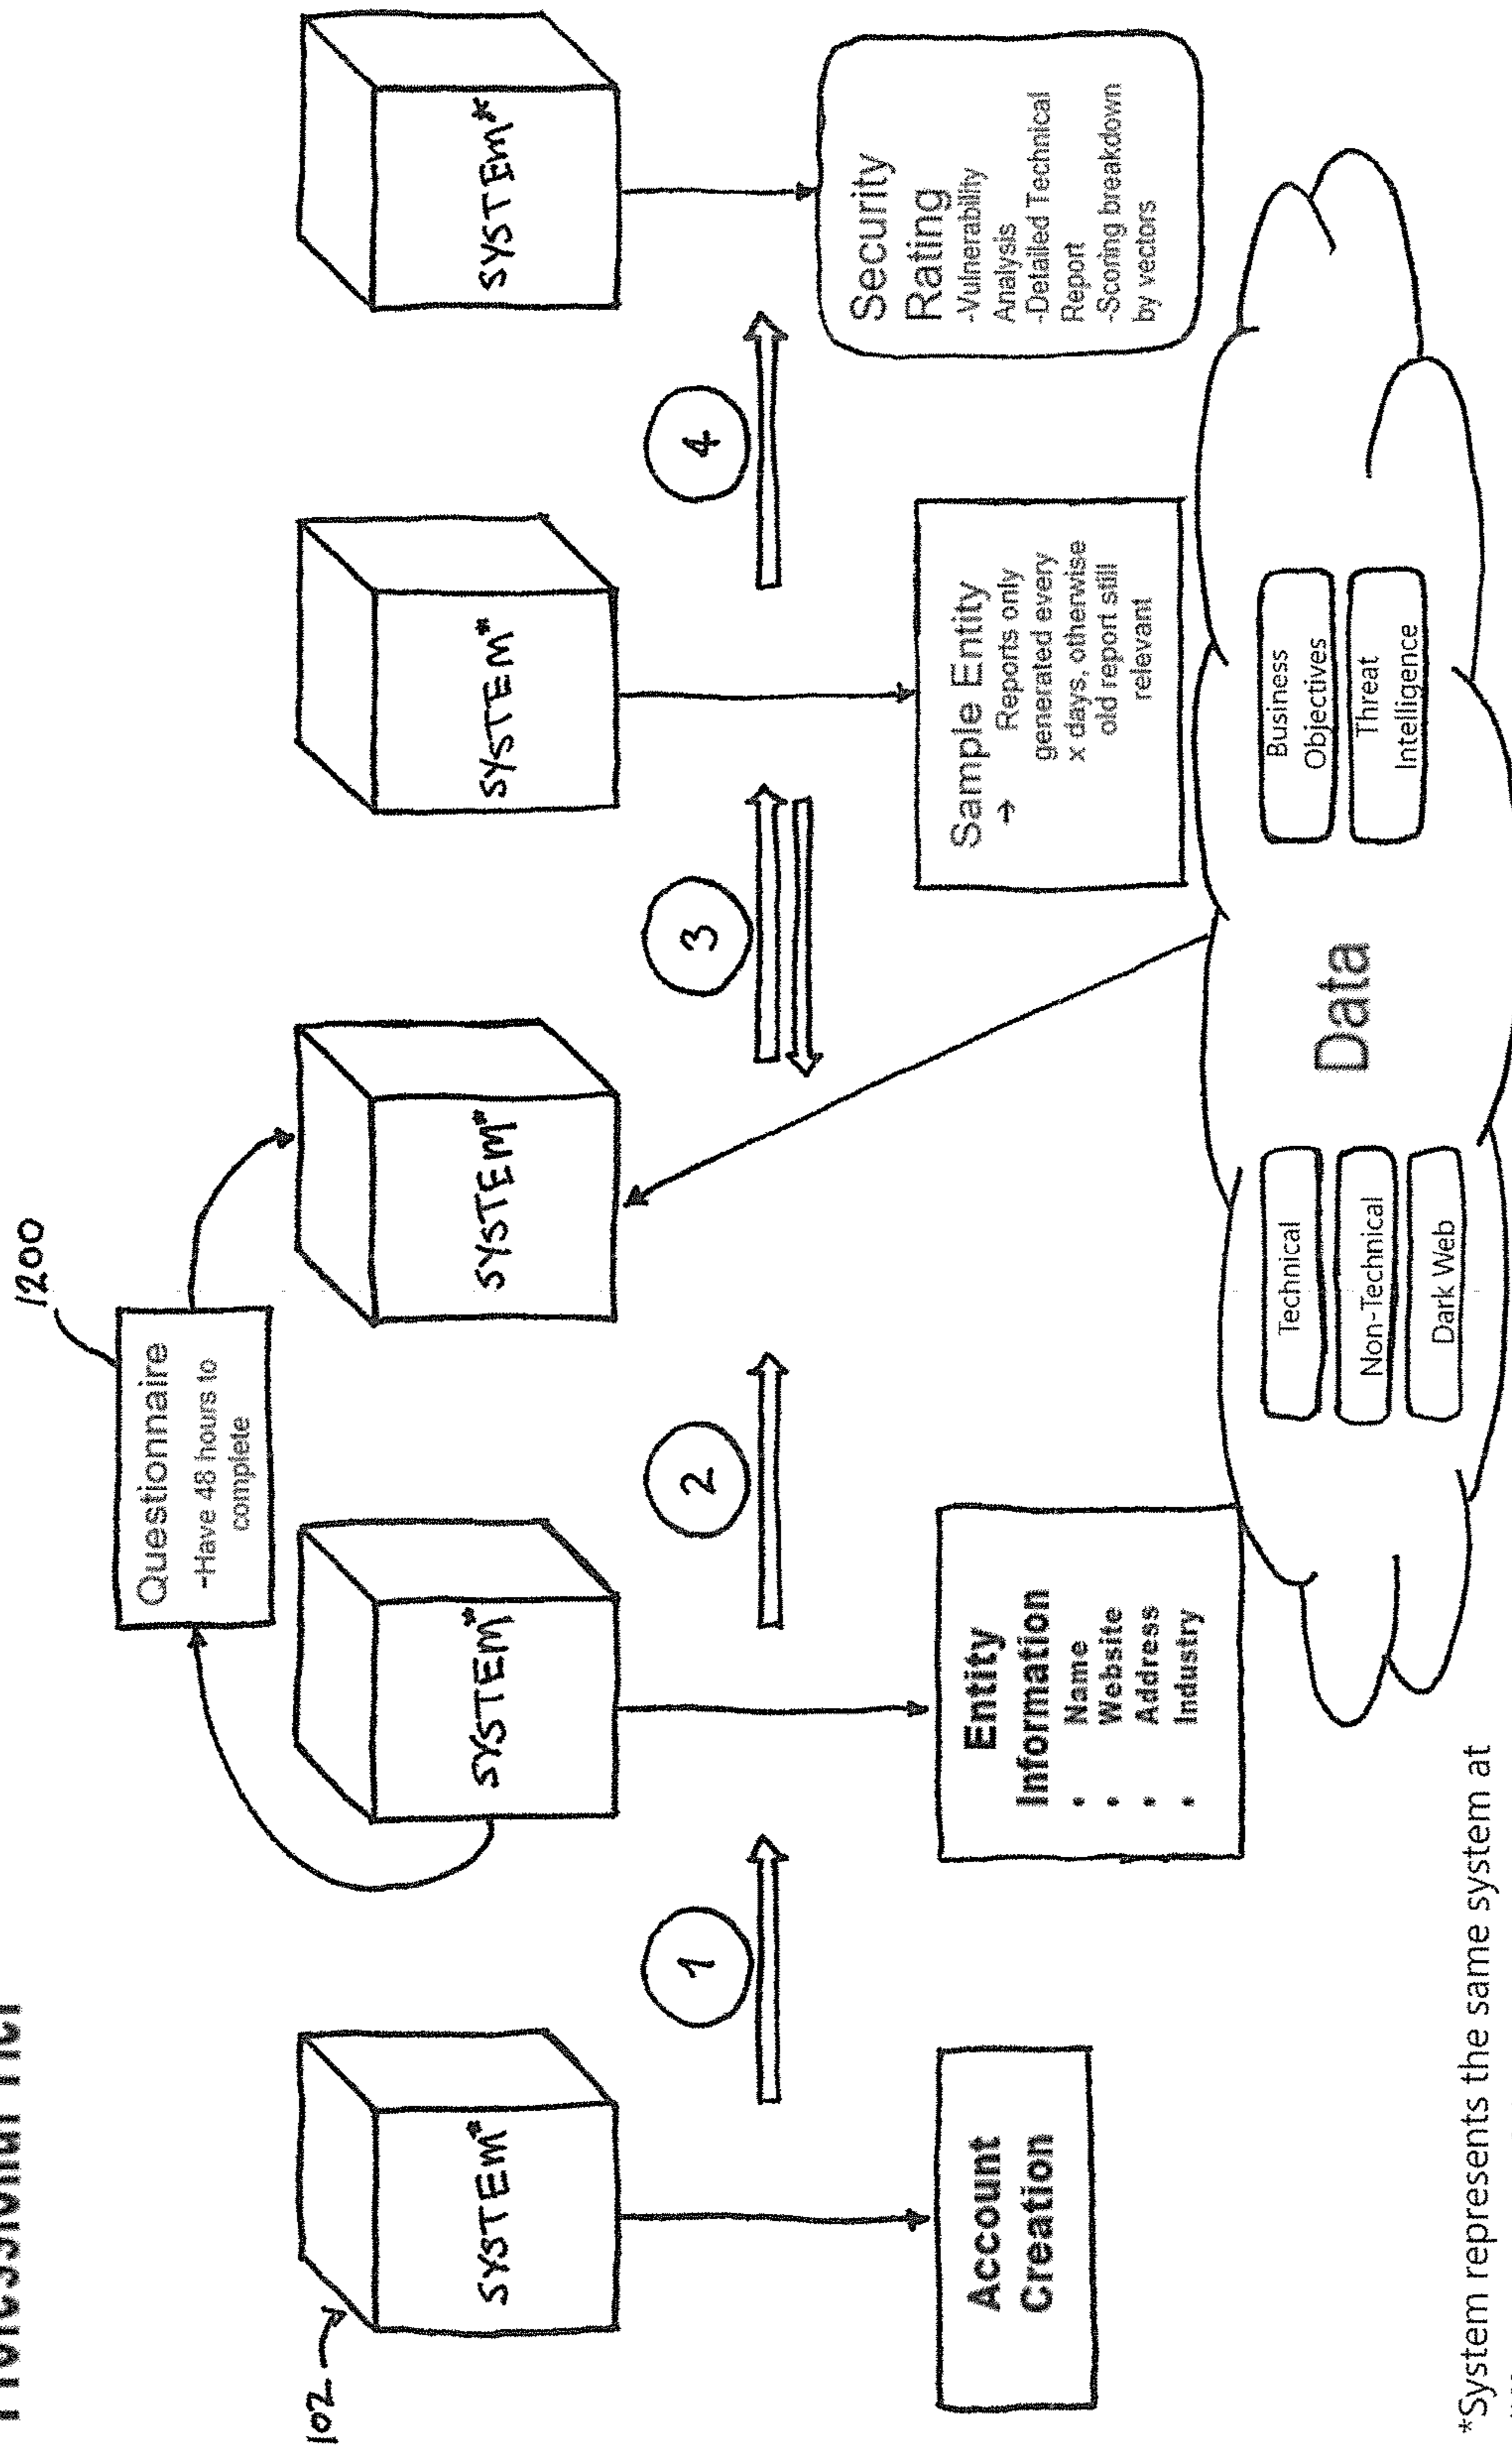 Professional Tier
1200
Questionnaire
-Have 48 hours to
complete
102
SYSTEM*
SYSTEM*
SYSTEM*
SYSTEM*
SYSTEM*
1
2
3
4
Account
Creation
Entity
Information
• Name
• Website
• Address
• Industry
Sample Entity
→ Reports only
generated every
x days, otherwise
old report still
relevant
Security
Rating
-Vulnerability
Analysis
-Detailed Technical
Report
-Scoring breakdown
by vectors
Technical
Non-Technical
Dark Web
Data
Business
Objectives
Threat
Intelligence
*System represents the same system at